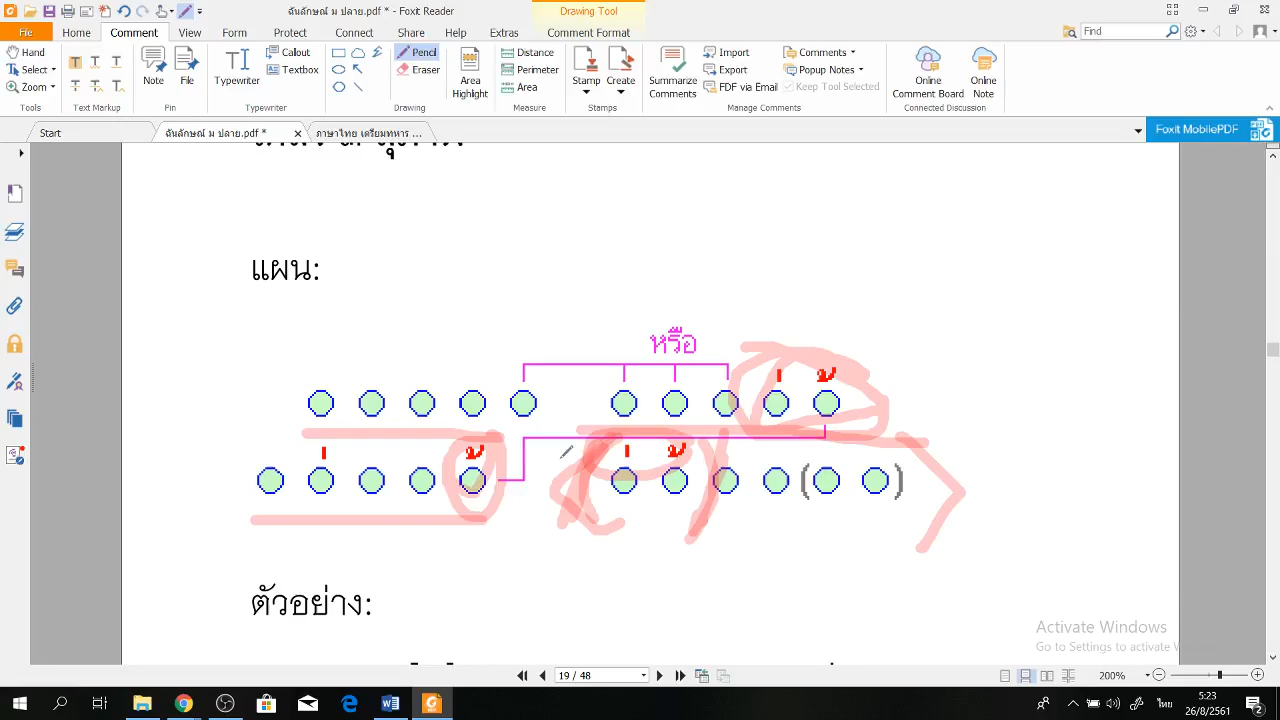 ฉันลักษณ์ ม ปลาย.pdf * - Foxit Reader
Drawing Tool
File Home Comment View Form Protect Connect Share Help Extras Comment Format
Find
Hand
Select
Zoom
Tools
Text Markup
Note
File
Pin
Typewriter
Callout
Textbox
Typewriter
Pencil
Eraser
Drawing
Area Highlight
Distance
Perimeter
Area
Measure
Stamp
Create
Stamps
Summarize Comments
Import
Export
FDF via Email
Comments
Popup Notes
Keep Tool Selected
Manage Comments
Online Comment Board
Online Note
Connected Discussion
Start
ฉันลักษณ์ ม ปลาย.pdf *
ภาษาไทย เตรียมทหาร ...
Foxit MobilePDF
แผน:
หรือ
( )
ตัวอย่าง:
Activate Windows
Go to Settings to activate W
19 / 48
200%
ไทย
5:23
26/8/2561
2